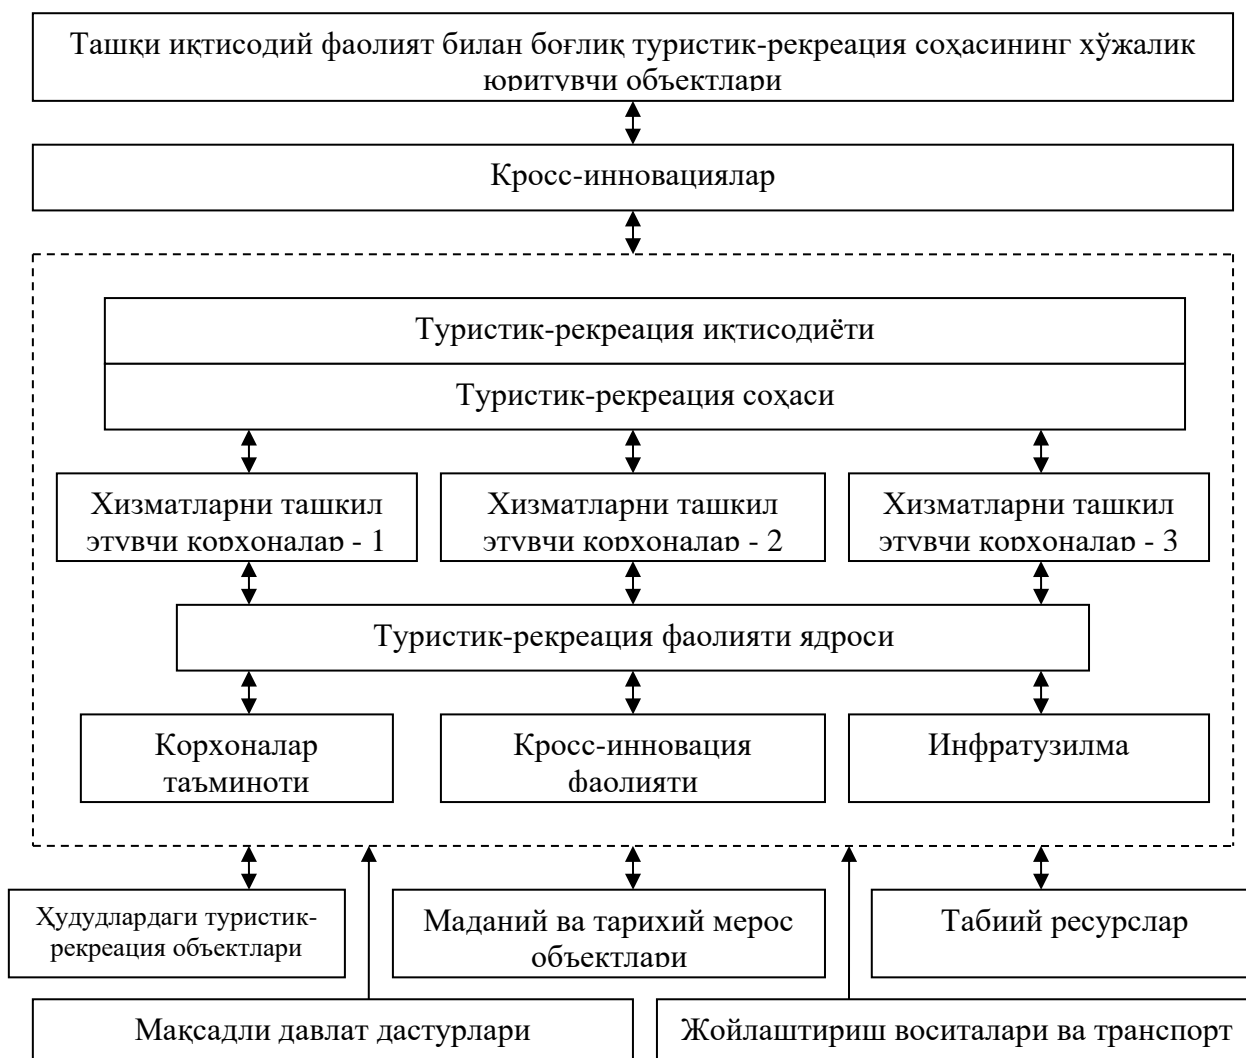 Ташқи иқтисодий фаолият билан боғлиқ туристик-рекреация соҳасининг хўжалик
юритувчи объектлари
Кросс-инновациялар
Туристик-рекреация иқтисодиёти
Туристик-рекреация соҳаси
Хизматларни ташкил
этувчи корхоналар - 1
Хизматларни ташкил
этувчи корхоналар - 2
Хизматларни ташкил
этувчи корхоналар - 3
Туристик-рекреация фаолияти ядроси
Корхоналар
таъминоти
Кросс-инновация
фаолияти
Инфратузилма
Ҳудудлардаги туристик-
рекреация объектлари
Маданий ва тарихий мерос
объектлари
Табиий ресурслар
Мақсадли давлат дастурлари
Жойлаштириш воситалари ва транспорт